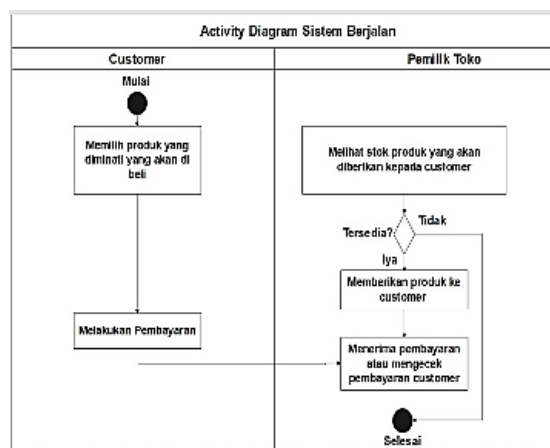 Activity Diagram Sistem Berjalan
Customer
Pemilik Toko
Mulai
Memilih produk yang
diminati yang akan di
beli
Melihat stok produk yang akan
diberikan kepada customer
Tersedia?
Tidak
Iya
Memberikan produk ke
customer
Melakukan Pembayaran
Menerima pembayaran
atau mengecek
pembayaran customer
Selesai